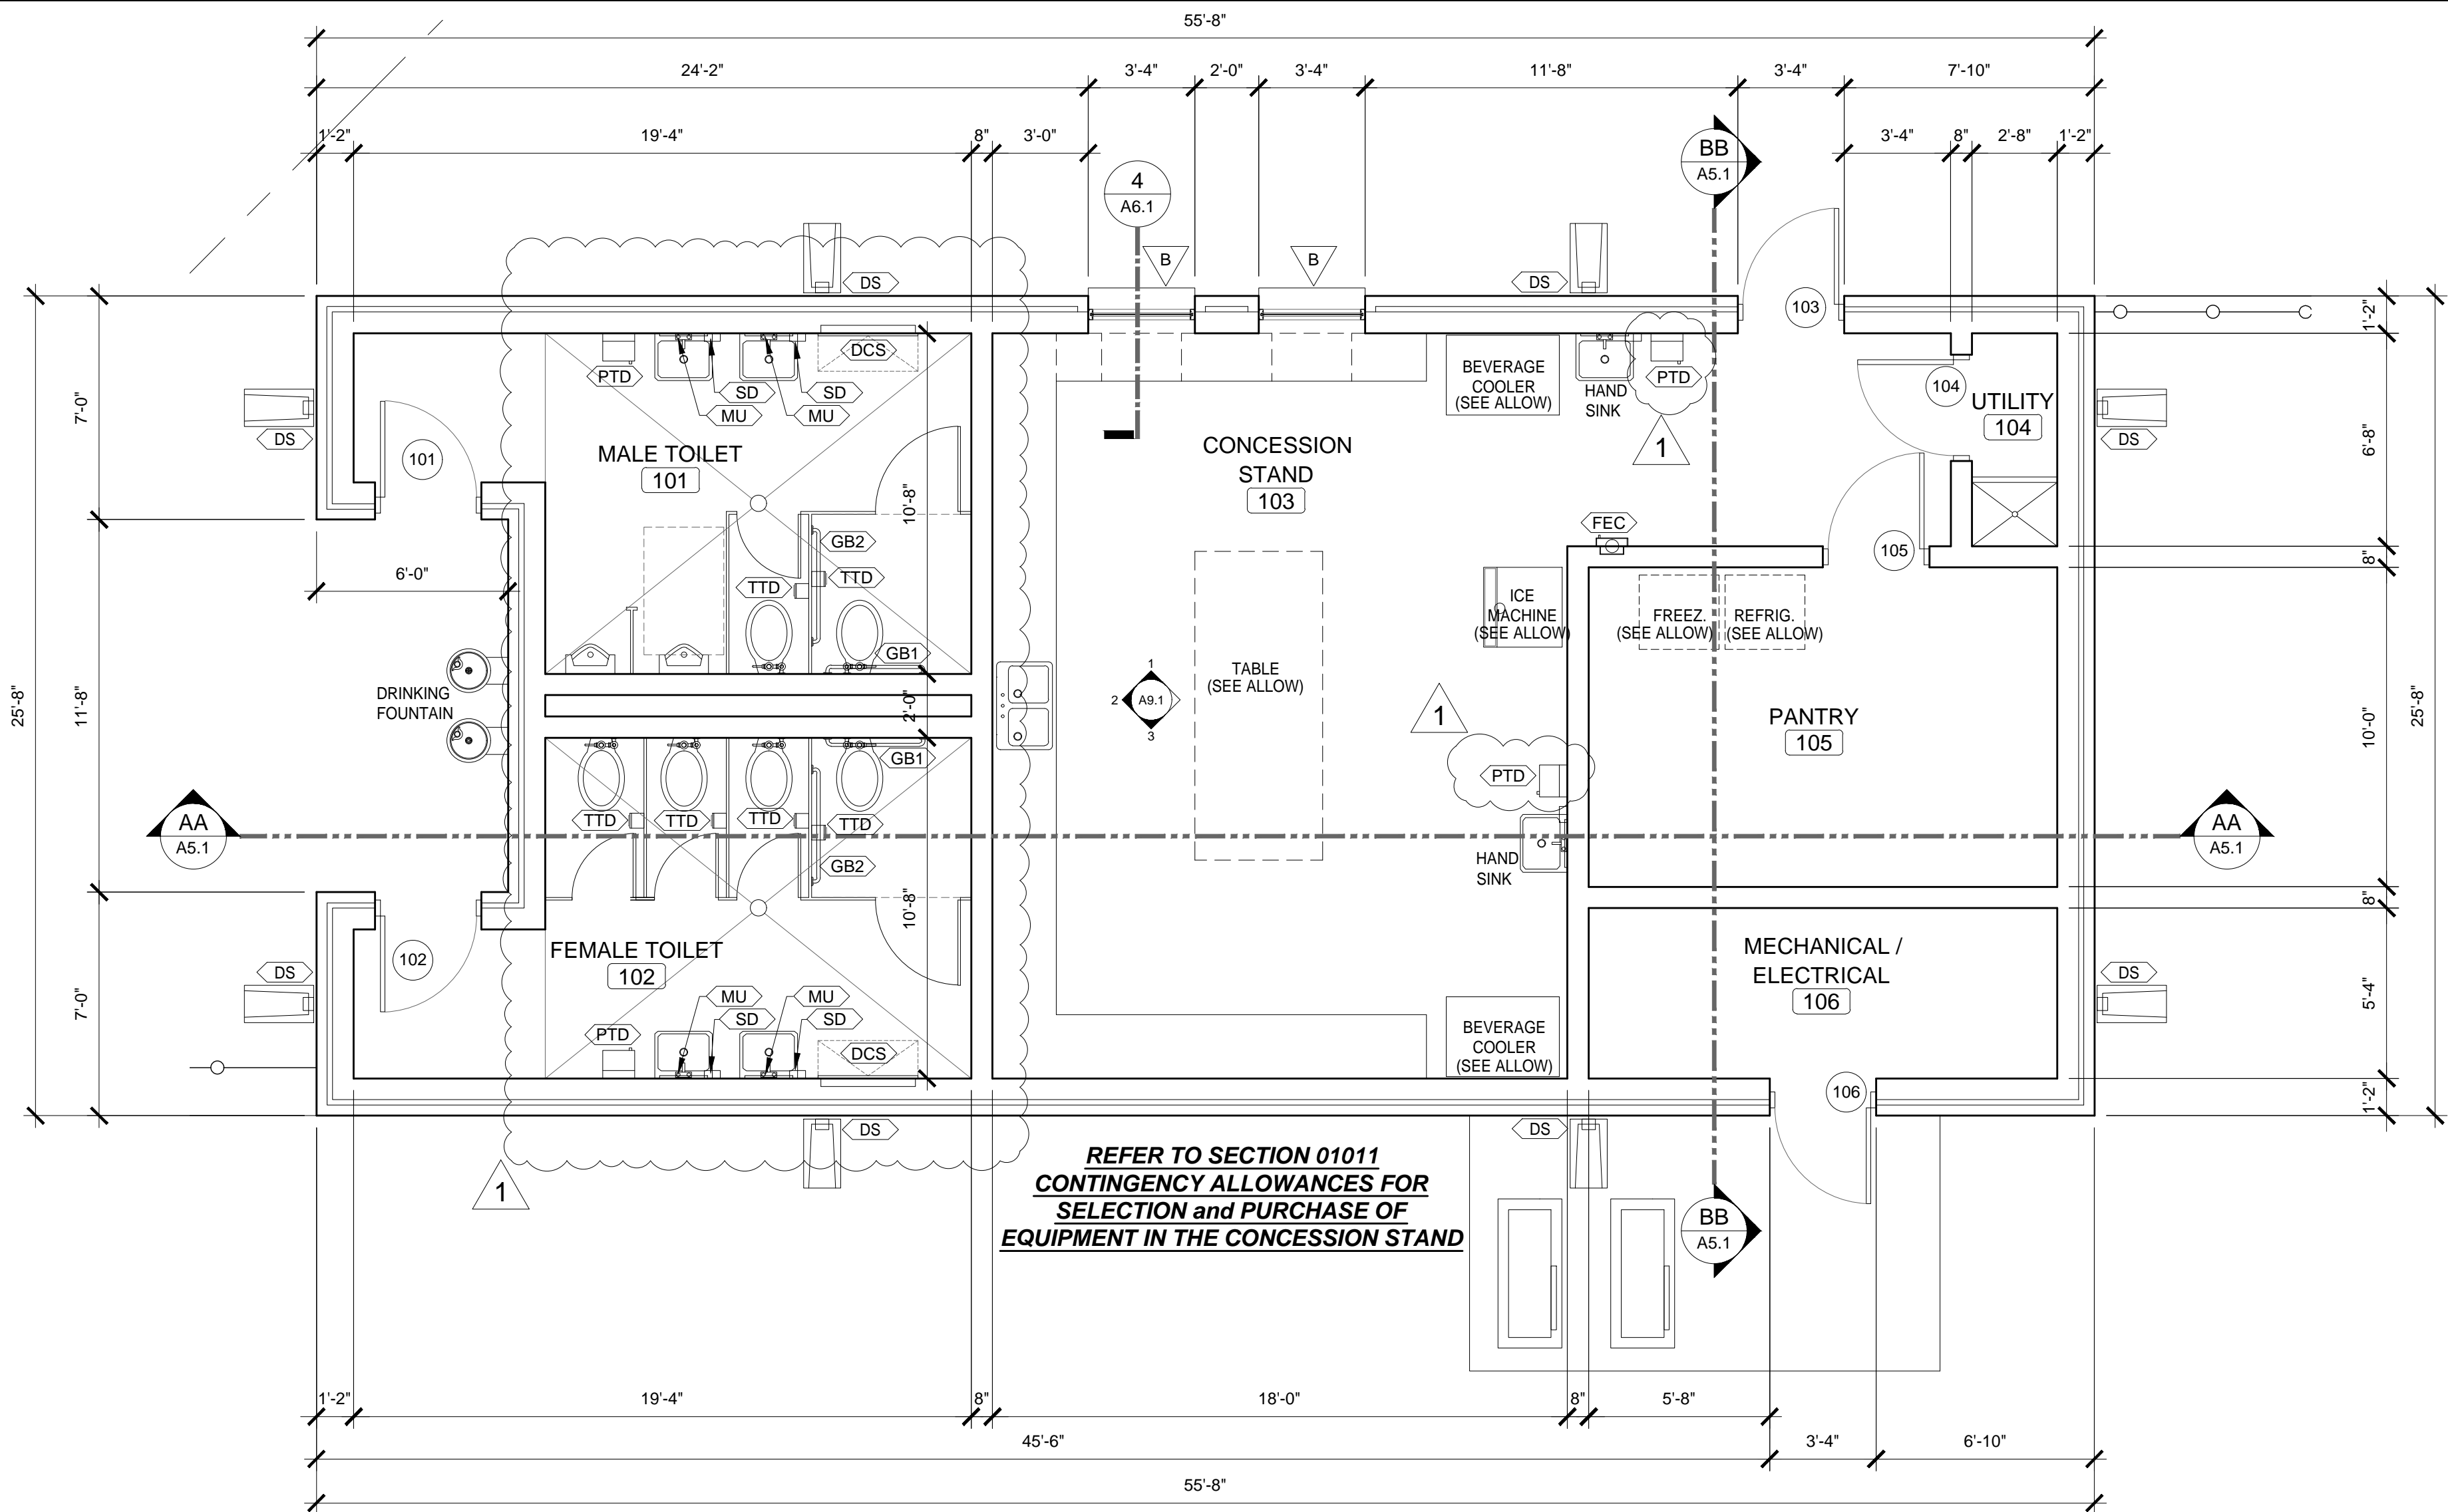 55'-8"
24'-2"
3'-4"
2'-0"
3'-4"
11'-8"
3'-4"
7'-10"
1'-2"
19'-4"
8"
3'-0"
3'-4"
8"
2'-8"
1'-2"
4
A6.1
BB
A5.1
B
B
DS
DS
103
1'-2"
DCS
PTD
SD
SD
MU
MU
BEVERAGE
COOLER
(SEE ALLOW)
HAND
SINK
PTD
1
104
UTILITY
104
DS
DS
7'-0"
101
MALE TOILET
101
CONCESSION
STAND
103
6'-8"
10'-8"
GB2
TTD
TTD
GB1
FEC
105
8"
6'-0"
ICE
MACHINE
(SEE ALLOW)
FREEZ.
(SEE ALLOW)
REFRIG.
(SEE ALLOW)
TABLE
(SEE ALLOW)
1
2
A9.1
3
25'-8"
11'-8"
DRINKING
FOUNTAIN
2'-0"
1
PANTRY
105
10'-0"
25'-8"
GB1
PTD
TTD
TTD
TTD
TTD
GB2
AA
A5.1
AA
A5.1
HAND
SINK
8"
10'-8"
102
FEMALE TOILET
102
MECHANICAL /
ELECTRICAL
106
DS
DS
7'-0"
5'-4"
MU
MU
SD
SD
PTD
DCS
BEVERAGE
COOLER
(SEE ALLOW)
106
1'-2"
DS
DS
1
REFER TO SECTION 01011
CONTINGENCY ALLOWANCES FOR
SELECTION and PURCHASE OF
EQUIPMENT IN THE CONCESSION STAND
BB
A5.1
1'-2"
19'-4"
8"
18'-0"
8"
5'-8"
45'-6"
3'-4"
6'-10"
55'-8"